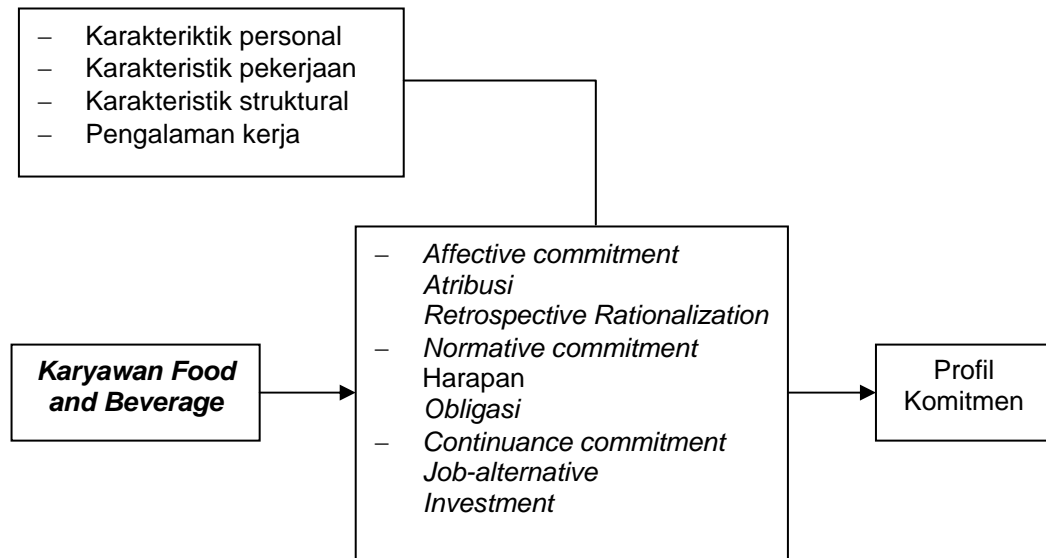 – Karakteriktik personal
– Karakteristik pekerjaan
– Karakteristik struktural
– Pengalaman kerja
– Affective commitment
Atribusi
Retrospective Rationalization
– Normative commitment
Harapan
Obligasi
– Continuance commitment
Job-alternative
Investment
Karyawan Food
and Beverage
Profil
Komitmen